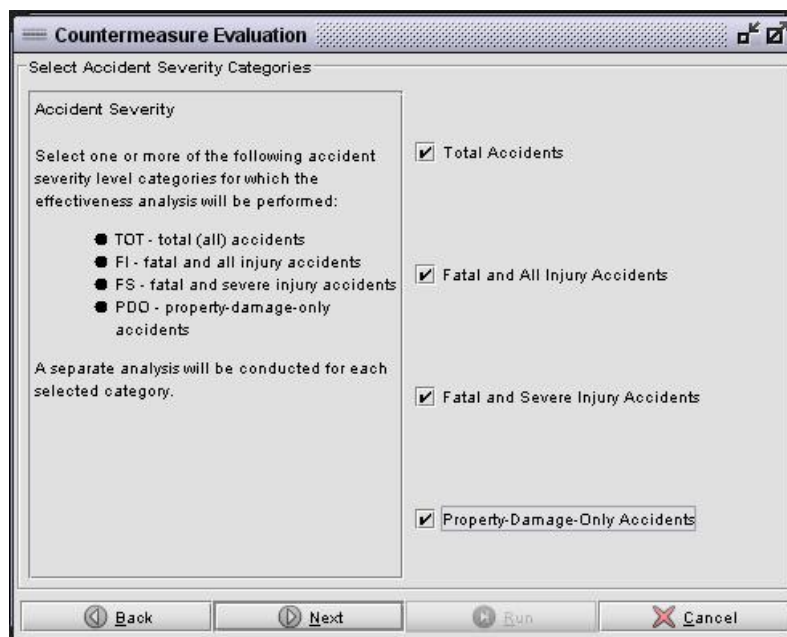 Countermeasure Evaluation
Select Accident Severity Categories
Accident Severity
Select one or more of the following accident
severity level categories for which the
effectiveness analysis will be performed:
TOT - total (all) accidents
FI - fatal and all injury accidents
FS - fatal and severe injury accidents
PDO - property-damage-only
accidents
A separate analysis will be conducted for each
selected category.
Total Accidents
Fatal and All Injury Accidents
Fatal and Severe Injury Accidents
Property-Damage-Only Accidents
Back
Next
Run
Cancel